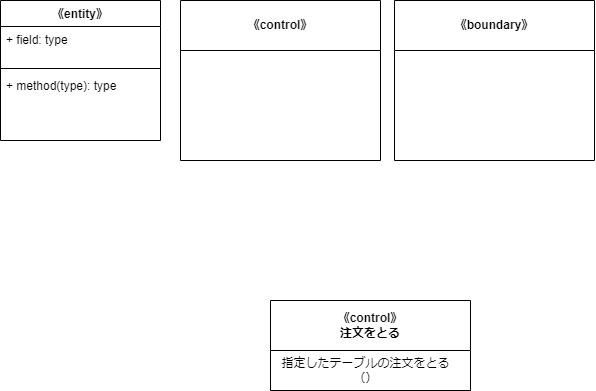 《entity》
+ field: type
+ method(type): type
《control》
《boundary》
《control》
注文をとる
指定したテーブルの注文をとる
()